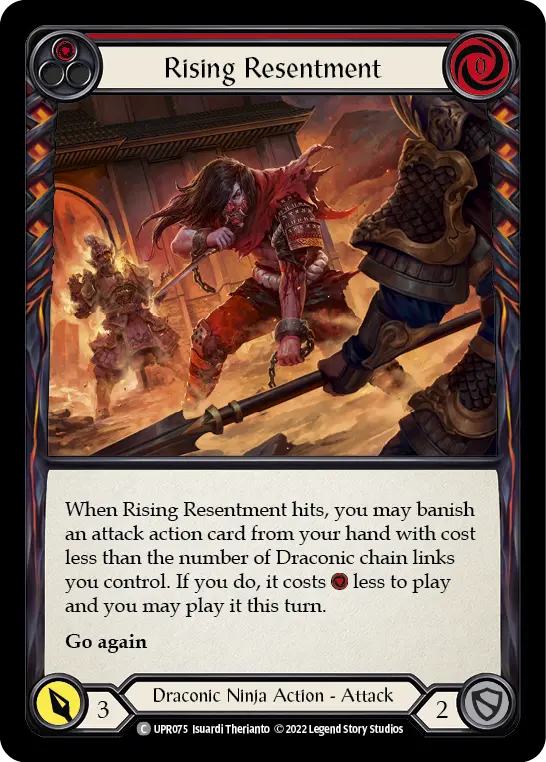 Rising Resentment
0
When Rising Resentment hits, you may banish
an attack action card from your hand with cost
less than the number of Draconic chain links
you control. If you do, it costs less to play
and you may play it this turn.
Go again
3
Draconic Ninja Action - Attack
2
C UPR075 Isuardi Therianto © 2022 Legend Story Studios